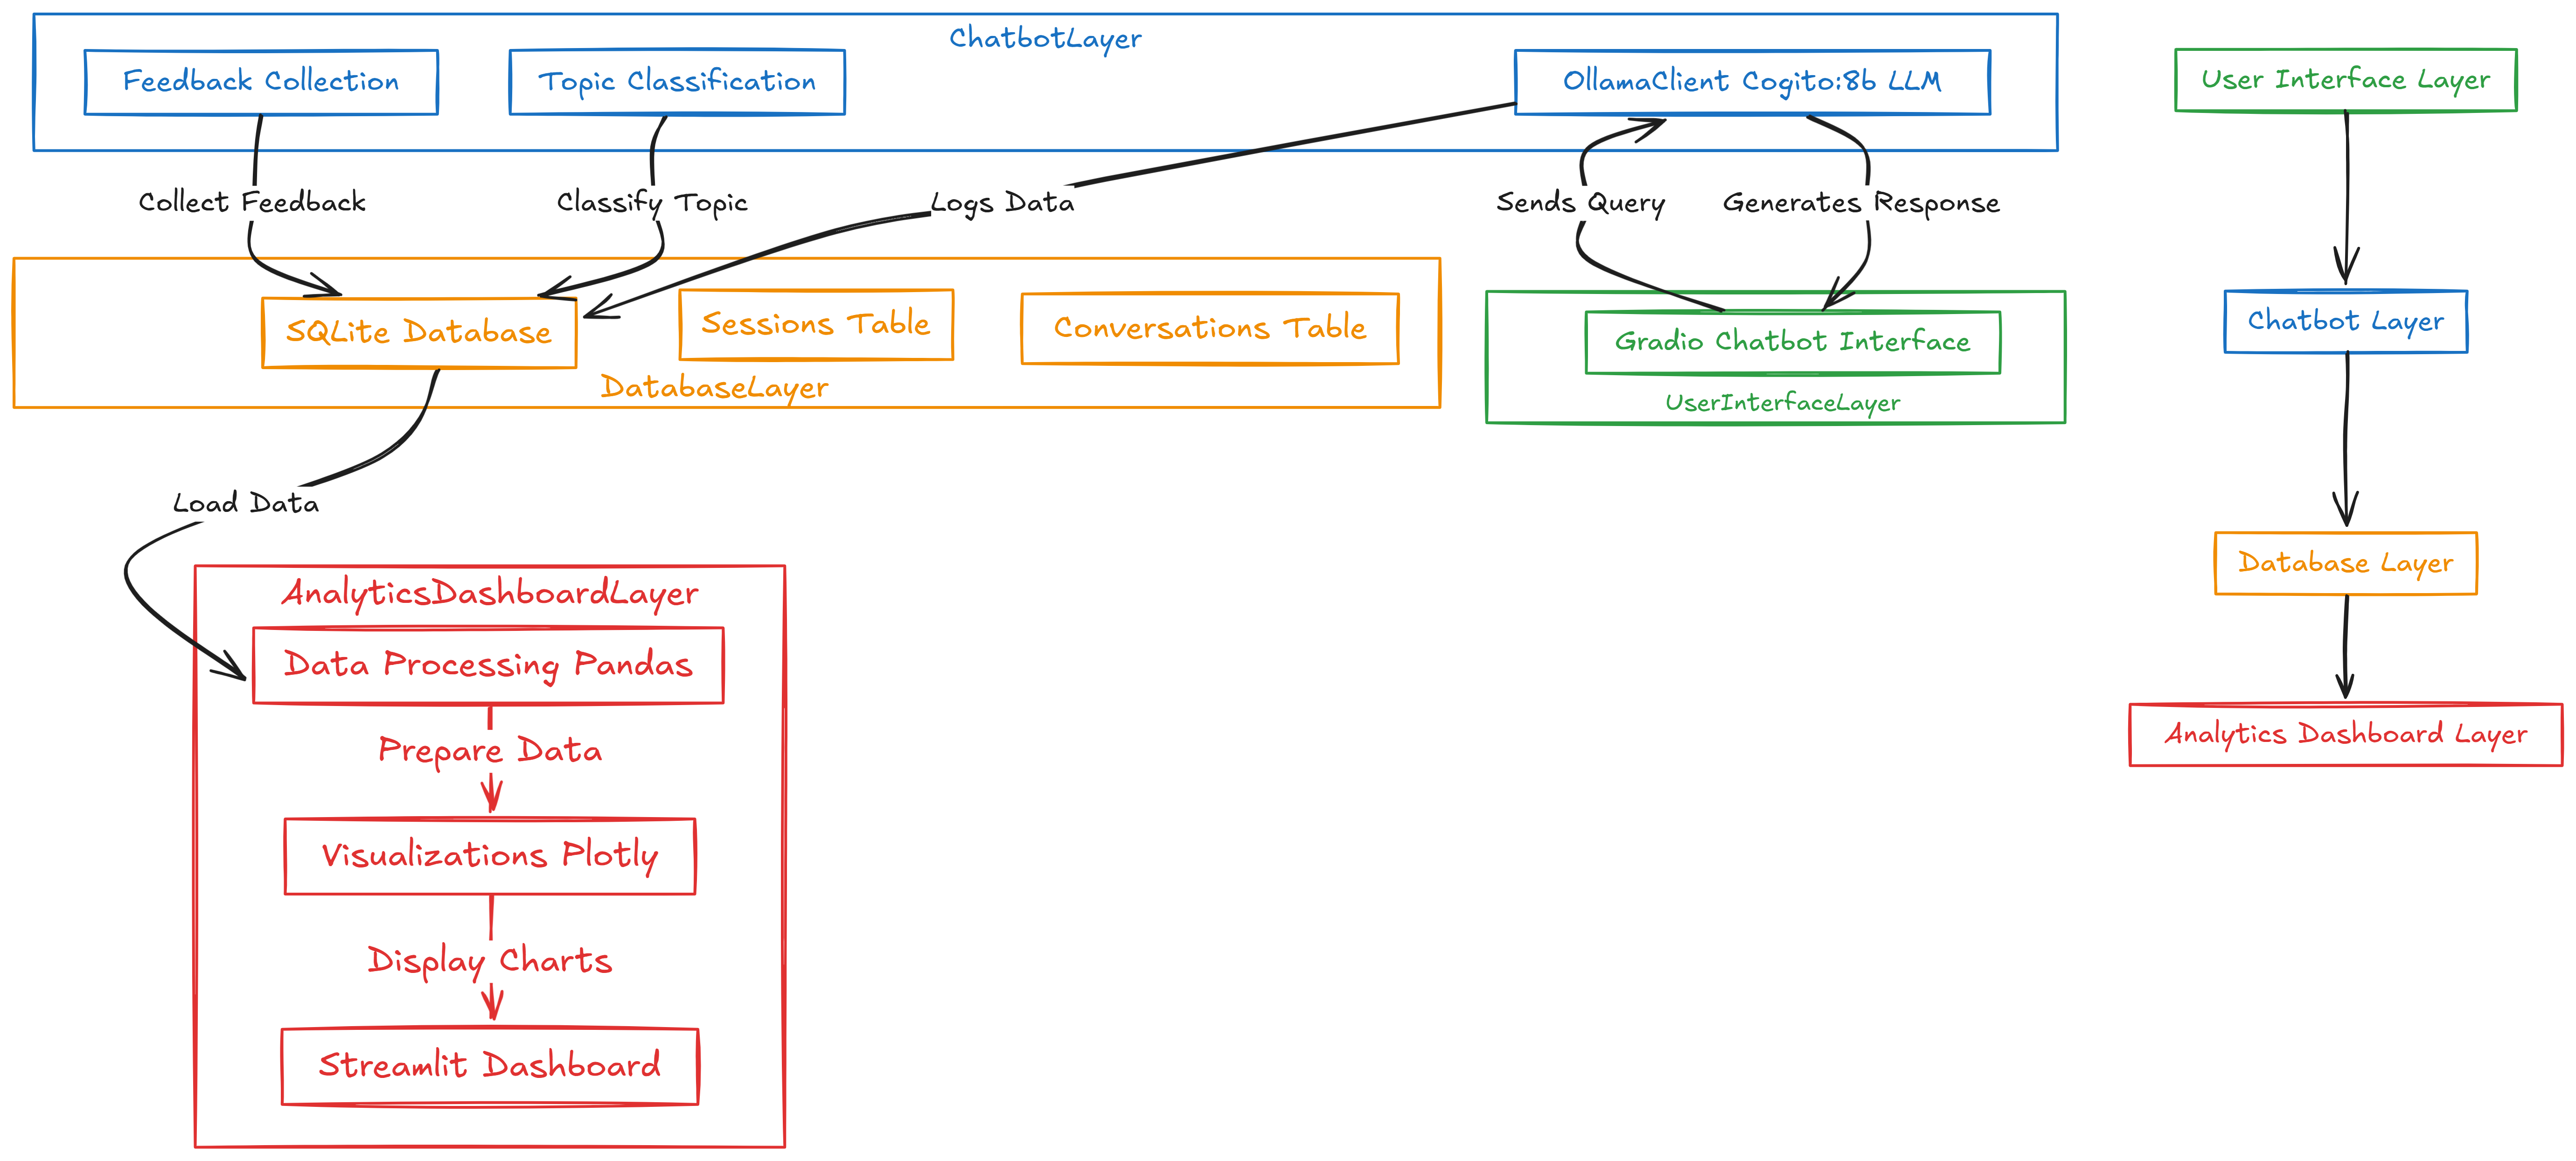 ChatbotLayer
Feedback Collection
Topic Classification
OllamaClient Cogito:8b LLM
User Interface Layer
Collect Feedback
Classify Topic
Logs Data
Sends Query
Generates Response
SQLite Database
Sessions Table
Conversations Table
DatabaseLayer
Gradio Chatbot Interface
UserInterfaceLayer
Chatbot Layer
Load Data
Database Layer
AnalyticsDashboardLayer
Data Processing Pandas
Prepare Data
Visualizations Plotly
Display Charts
Streamlit Dashboard
Analytics Dashboard Layer